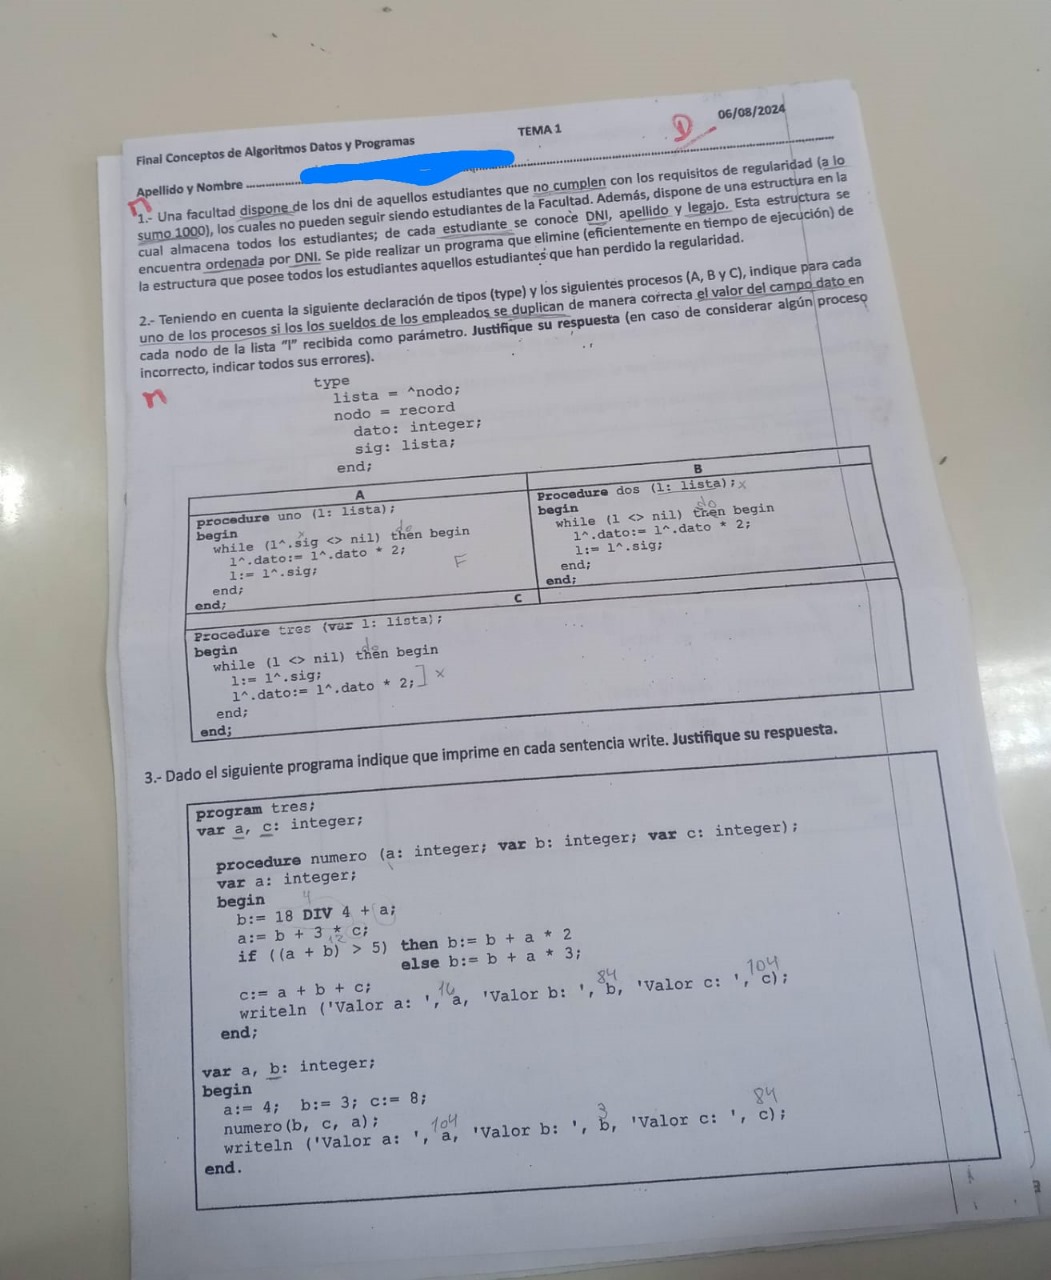 Final Conceptos de Algoritmos Datos y Programas TEMA 1 06/08/2024
D
Apellido y Nombre
n
1.- Una facultad dispone de los dni de aquellos estudiantes que no cumplen con los requisitos de regularidad (a lo
sumo 1000), los cuales no pueden seguir siendo estudiantes de la Facultad. Además, dispone de una estructura en la
cual almacena todos los estudiantes; de cada estudiante se conoce DNI, apellido y legajo. Esta estructura se
encuentra ordenada por DNI. Se pide realizar un programa que elimine (eficientemente en tiempo de ejecución) de
la estructura que posee todos los estudiantes aquellos estudiantes que han perdido la regularidad.
2.- Teniendo en cuenta la siguiente declaración de tipos (type) y los siguientes procesos (A, B y C), indique para cada
uno de los procesos si los los sueldos de los empleados se duplican de manera correcta el valor del campo dato en
cada nodo de la lista "l" recibida como parámetro. Justifique su respuesta (en caso de considerar algún proceso
incorrecto, indicar todos sus errores).
n
type
lista = ^nodo;
nodo = record
dato: integer;
sig: lista;
end;
A
procedure uno (l: lista);
begin
x do
while (l^.sig <> nil) then begin
l^.dato:= l^.dato * 2; F
l:= l^.sig;
end;
end;
B
Procedure dos (l: lista); x
begin
do
while (l <> nil) then begin
l^.dato:= l^.dato * 2;
l:= l^.sig;
end;
end;
C
Procedure tres (var l: lista);
begin
do
while (l <> nil) then begin
l:= l^.sig;
l^.dato:= l^.dato * 2; ] x
end;
end;
3.- Dado el siguiente programa indique que imprime en cada sentencia write. Justifique su respuesta.
program tres;
var a, c: integer;
procedure numero (a: integer; var b: integer; var c: integer);
var a: integer;
begin
4
b:= 18 DIV 4 + a;
a:= b + 3 * c;
12
if ((a + b) > 5) then b:= b + a * 2
else b:= b + a * 3;
c:= a + b + c;
16 84 104
writeln ('Valor a: ', a, 'Valor b: ', b, 'Valor c: ', c);
end;
var a, b: integer;
begin
a:= 4; b:= 3; c:= 8;
numero(b, c, a);
104 3 84
writeln ('Valor a: ', a, 'Valor b: ', b, 'Valor c: ', c);
end.